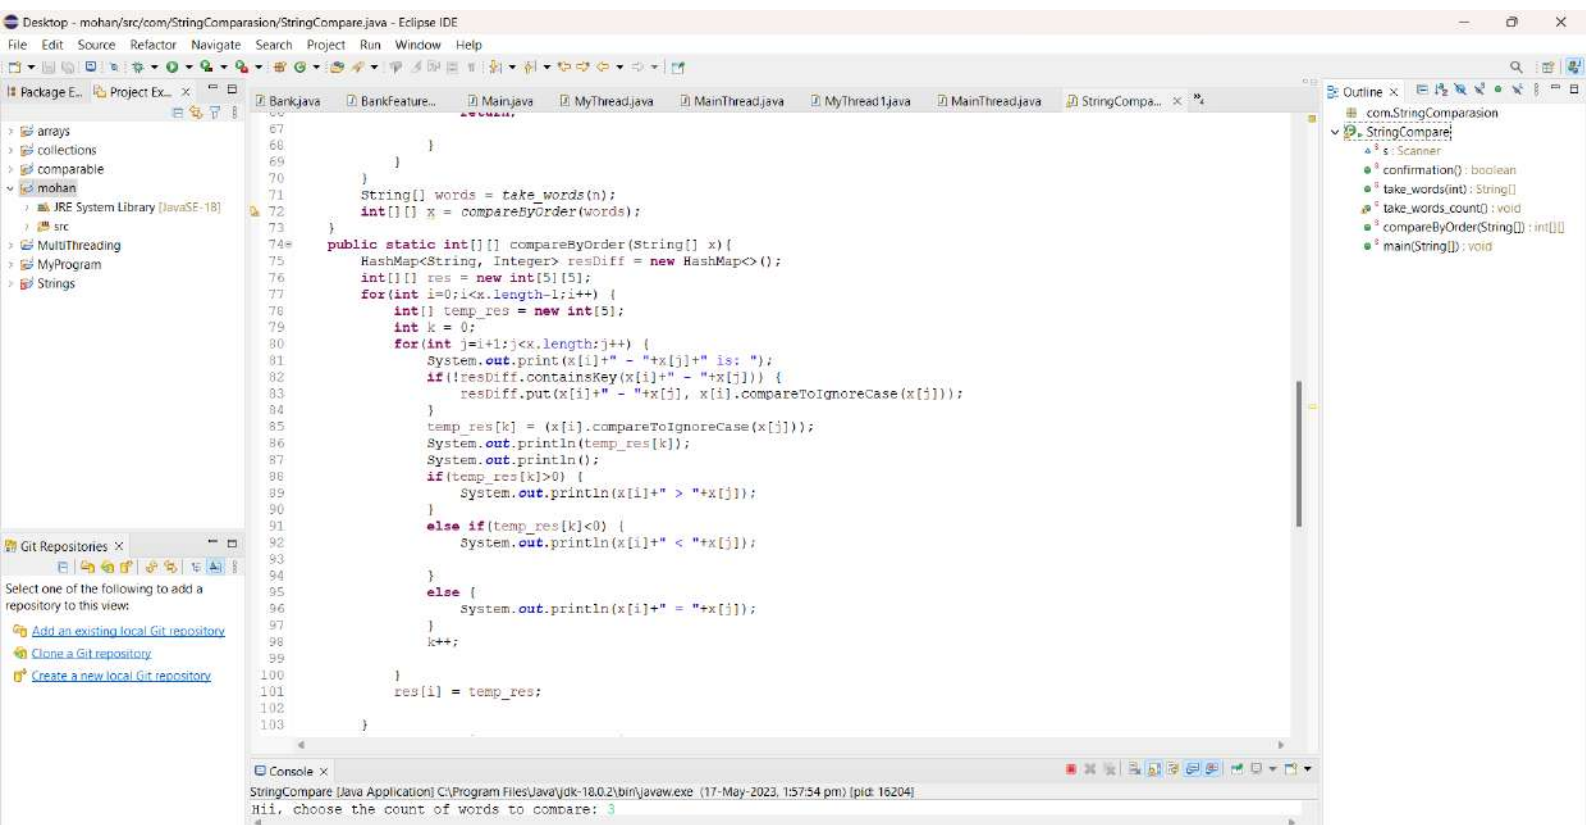 Desktop - mohan/src/com/StringComparasion/StringCompare.java - Eclipse IDE
File Edit Source Refactor Navigate Search Project Run Window Help
Package E... Project Ex...
arrays
collections
comparable
mohan
JRE System Library [JavaSE-18]
src
MultiThreading
MyProgram
Strings
Git Repositories
Select one of the following to add a
repository to this view:
Add an existing local Git repository
Clone a Git repository
Create a new local Git repository
Bank.java BankFeature... Main.java MyThread.java MainThread.java MyThread1.java MainThread.java StringCompa... 4
66 return;
67
68 }
69 }
70 }
71 String[] words = take_words(n);
72 int[][] x = compareByOrder(words);
73 }
74 public static int[][] compareByOrder(String[] x){
75 HashMap<String, Integer> resDiff = new HashMap<>();
76 int[][] res = new int[5][5];
77 for(int i=0;i<x.length-1;i++) {
78 int[] temp_res = new int[5];
79 int k = 0;
80 for(int j=i+1;j<x.length;j++) {
81 System.out.print(x[i]+" - "+x[j]+" is: ");
82 if(!resDiff.containsKey(x[i]+" - "+x[j])) {
83 resDiff.put(x[i]+" - "+x[j], x[i].compareToIgnoreCase(x[j]));
84 }
85 temp_res[k] = (x[i].compareToIgnoreCase(x[j]));
86 System.out.println(temp_res[k]);
87 System.out.println();
88 if(temp_res[k]>0) {
89 System.out.println(x[i]+" > "+x[j]);
90 }
91 else if(temp_res[k]<0) {
92 System.out.println(x[i]+" < "+x[j]);
93
94 }
95 else {
96 System.out.println(x[i]+" = "+x[j]);
97 }
98 k++;
99
100 }
101 res[i] = temp_res;
102
103 }
Console
StringCompare [Java Application] C:\Program Files\Java\jdk-18.0.2\bin\javaw.exe (17-May-2023, 1:57:54 pm) [pid: 16204]
Hii, choose the count of words to compare: 3
Outline
com.StringComparasion
StringCompare
s : Scanner
confirmation() : boolean
take_words(int) : String[]
take_words_count() : void
compareByOrder(String[]) : int[][]
main(String[]) : void